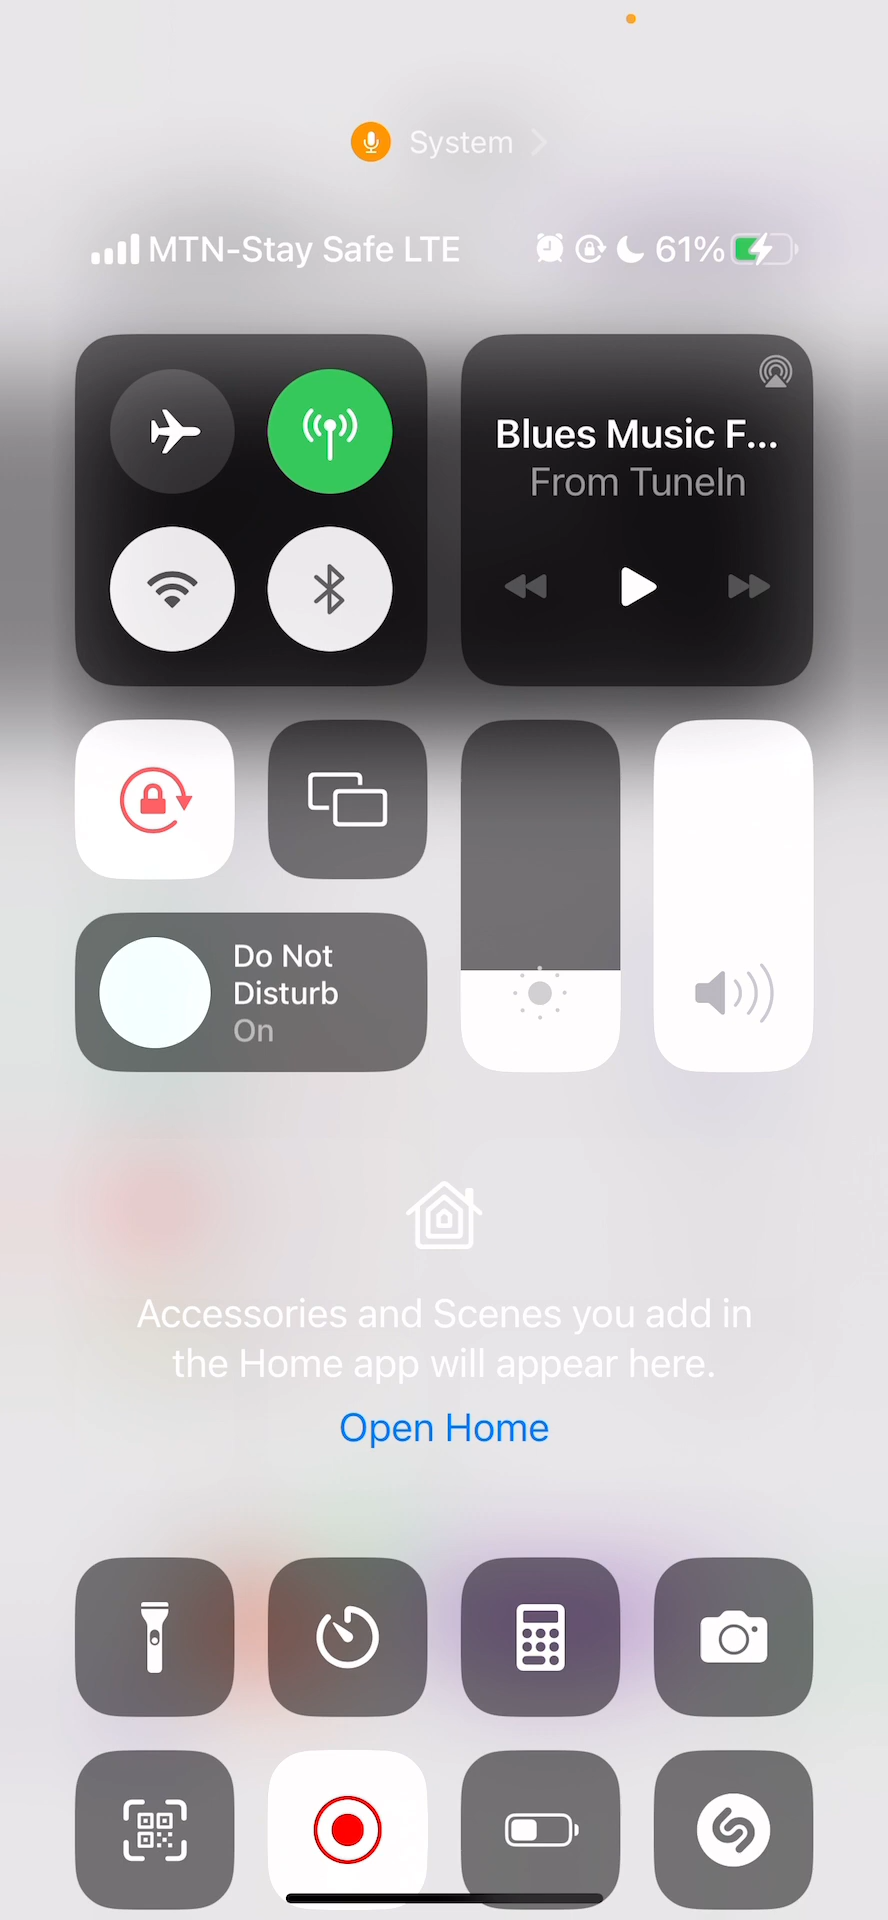 System
MTN-Stay Safe LTE 61%
Blues Music F...
From TuneIn
Do Not
Disturb
On
Accessories and Scenes you add in
the Home app will appear here.
Open Home